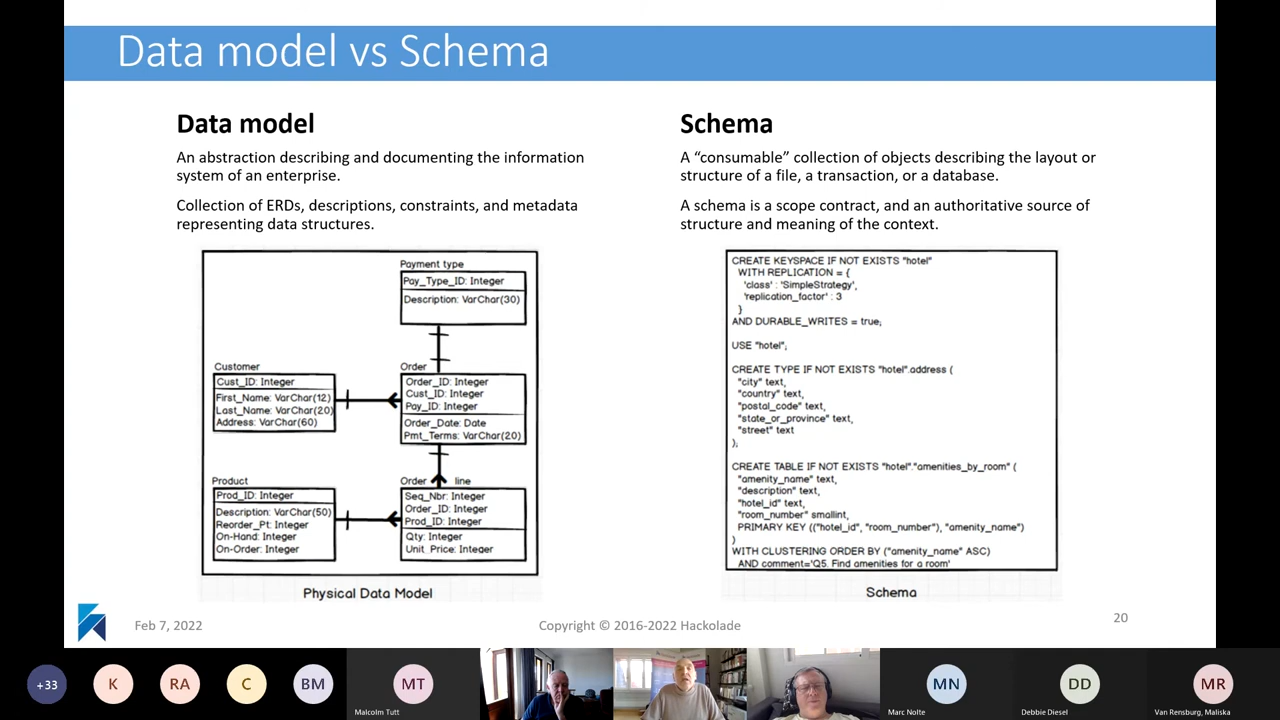 Data model vs Schema
Data model
An abstraction describing and documenting the information
system of an enterprise.
Collection of ERDs, descriptions, constraints, and metadata
representing data structures.
Payment type
Pay_Type_ID: Integer
Description: VarChar(30)
Customer
Cust_ID: Integer
First_Name: VarChar(12)
Last_Name: VarChar(20)
Address: VarChar(60)
Order
Order_ID: Integer
Cust_ID: Integer
Pay_ID: Integer
Order_Date: Date
Pmt_Terms: VarChar(20)
Product
Prod_ID: Integer
Description: VarChar(50)
Reorder_Pt: Integer
On-Hand: Integer
On-Order: Integer
Order line
Seq_Nbr: Integer
Order_ID: Integer
Prod_ID: Integer
Qty: Integer
Unit_Price: Integer
Physical Data Model
Schema
A “consumable” collection of objects describing the layout or
structure of a file, a transaction, or a database.
A schema is a scope contract, and an authoritative source of
structure and meaning of the context.
CREATE KEYSPACE IF NOT EXISTS "hotel"
WITH REPLICATION = {
'class' : 'SimpleStrategy',
'replication_factor' : 3
}
AND DURABLE_WRITES = true;
USE "hotel";
CREATE TYPE IF NOT EXISTS "hotel".address (
"city" text,
"country" text,
"postal_code" text,
"state_or_province" text,
"street" text
);
CREATE TABLE IF NOT EXISTS "hotel"."amenities_by_room" (
"amenity_name" text,
"description" text,
"hotel_id" text,
"room_number" smallint,
PRIMARY KEY (("hotel_id", "room_number"), "amenity_name")
)
WITH CLUSTERING ORDER BY ("amenity_name" ASC)
AND comment='Q5. Find amenities for a room'
Schema
Feb 7, 2022
Copyright © 2016-2022 Hackolade
20
+33
K
RA
C
BM
MT
Malcolm Tutt
MN
Marc Nolte
DD
Debbie Diesel
MR
Van Rensburg, Maliska